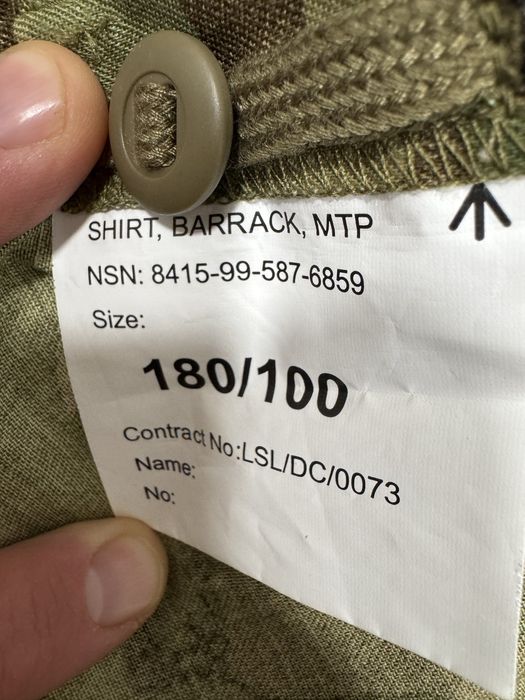 SHIRT, BARRACK, MTP
NSN: 8415-99-587-6859
Size:
180/100
Contract No:LSL/DC/0073
Name:
No: